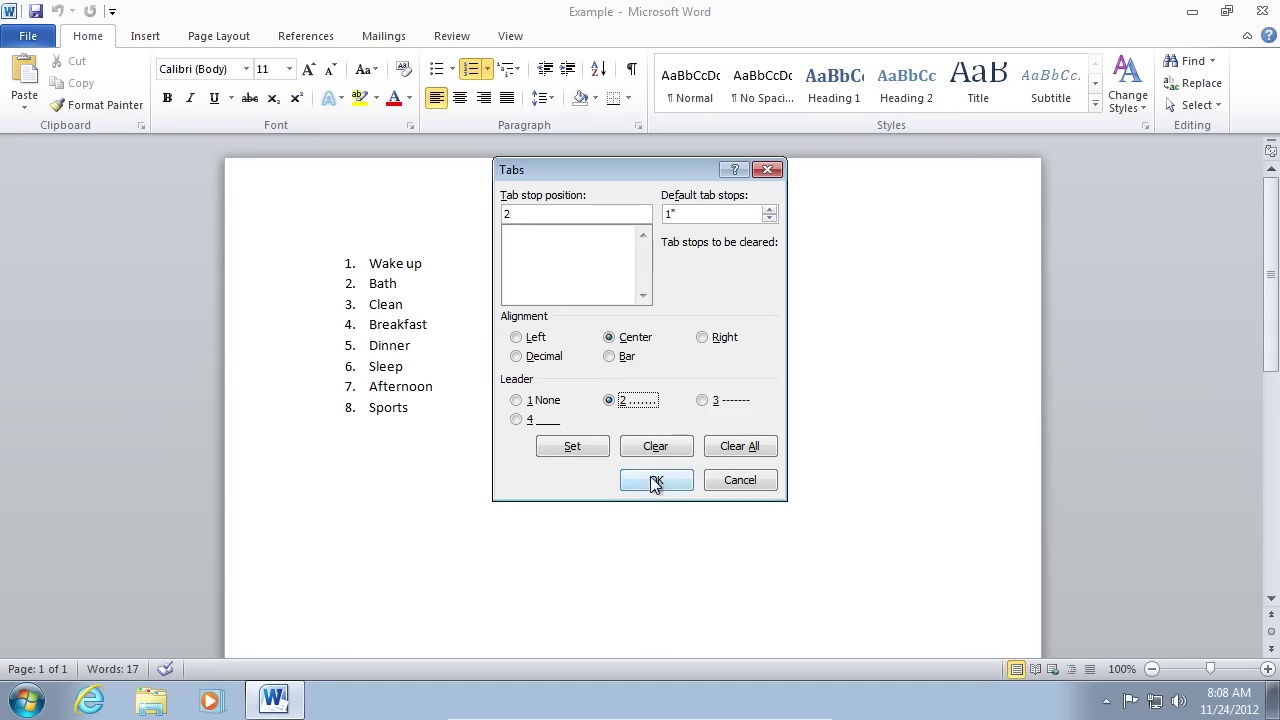 Example - Microsoft Word
File Home Insert Page Layout References Mailings Review View
Paste
Cut
Copy
Format Painter
Clipboard
Calibri (Body) 11
Font
Paragraph
AaBbCcDc AaBbCcDc AaBbCc AaBbCc AaB AaBbCc.
¶ Normal ¶ No Spaci... Heading 1 Heading 2 Title Subtitle
Change
Styles
Styles
Find
Replace
Select
Editing
1. Wake up
2. Bath
3. Clean
4. Breakfast
5. Dinner
6. Sleep
7. Afternoon
8. Sports
Tabs
Tab stop position: Default tab stops:
2 1"
Tab stops to be cleared:
Alignment
Left Center Right
Decimal Bar
Leader
1 None 2 ....... 3 -------
4 ____
Set Clear Clear All
OK Cancel
Page: 1 of 1 Words: 17 100%
8:08 AM
11/24/2012